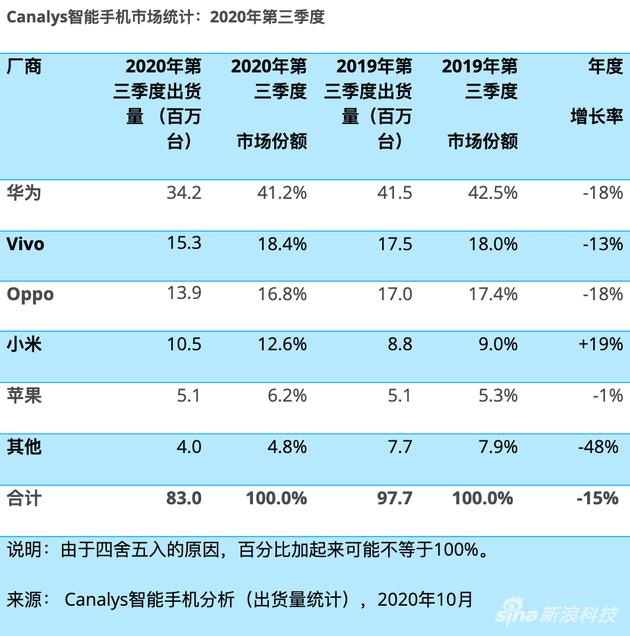 Canalys智能手机市场统计：2020年第三季度
厂商 2020年第三季度出货量 （百万台） 2020年第三季度 市场份额 2019年第三季度出货量（百万台） 2019年第三季度 市场份额 年度 增长率
华为 34.2 41.2% 41.5 42.5% -18%
Vivo 15.3 18.4% 17.5 18.0% -13%
Oppo 13.9 16.8% 17.0 17.4% -18%
小米 10.5 12.6% 8.8 9.0% +19%
苹果 5.1 6.2% 5.1 5.3% -1%
其他 4.0 4.8% 7.7 7.9% -48%
合计 83.0 100.0% 97.7 100.0% -15%
说明：由于四舍五入的原因，百分比加起来可能不等于100%。
来源： Canalys智能手机分析（出货量统计），2020年10月
sina新浪科技